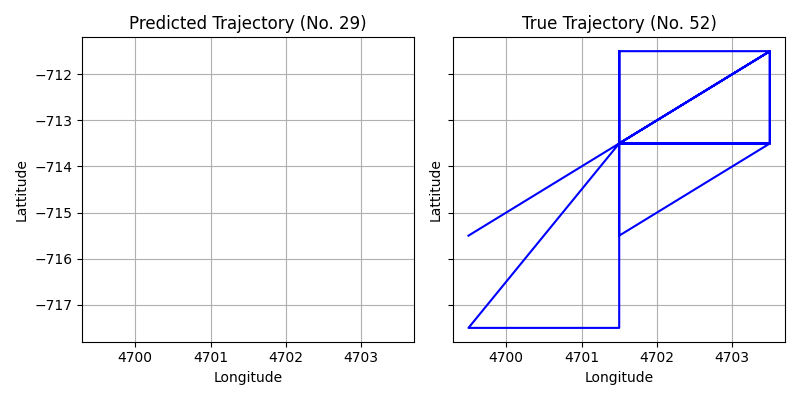 Predicted Trajectory (No. 29)
True Trajectory (No. 52)
Lattitude
−712
−713
−714
−715
−716
−717
4700
4701
4702
4703
Longitude
Lattitude
4700
4701
4702
4703
Longitude